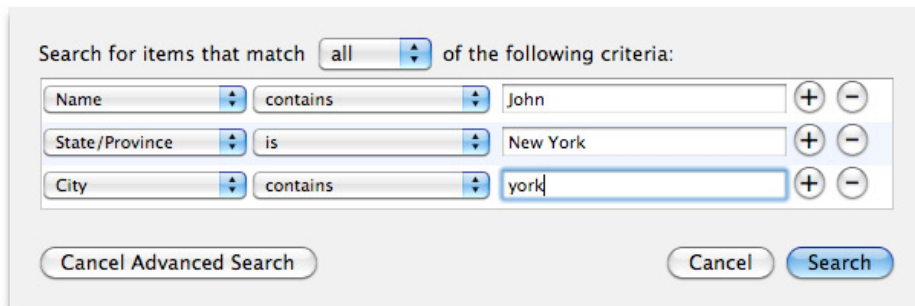 Search for items that match all of the following criteria:
Name contains John + −
State/Province is New York + −
City contains york + −
Cancel Advanced Search Cancel Search